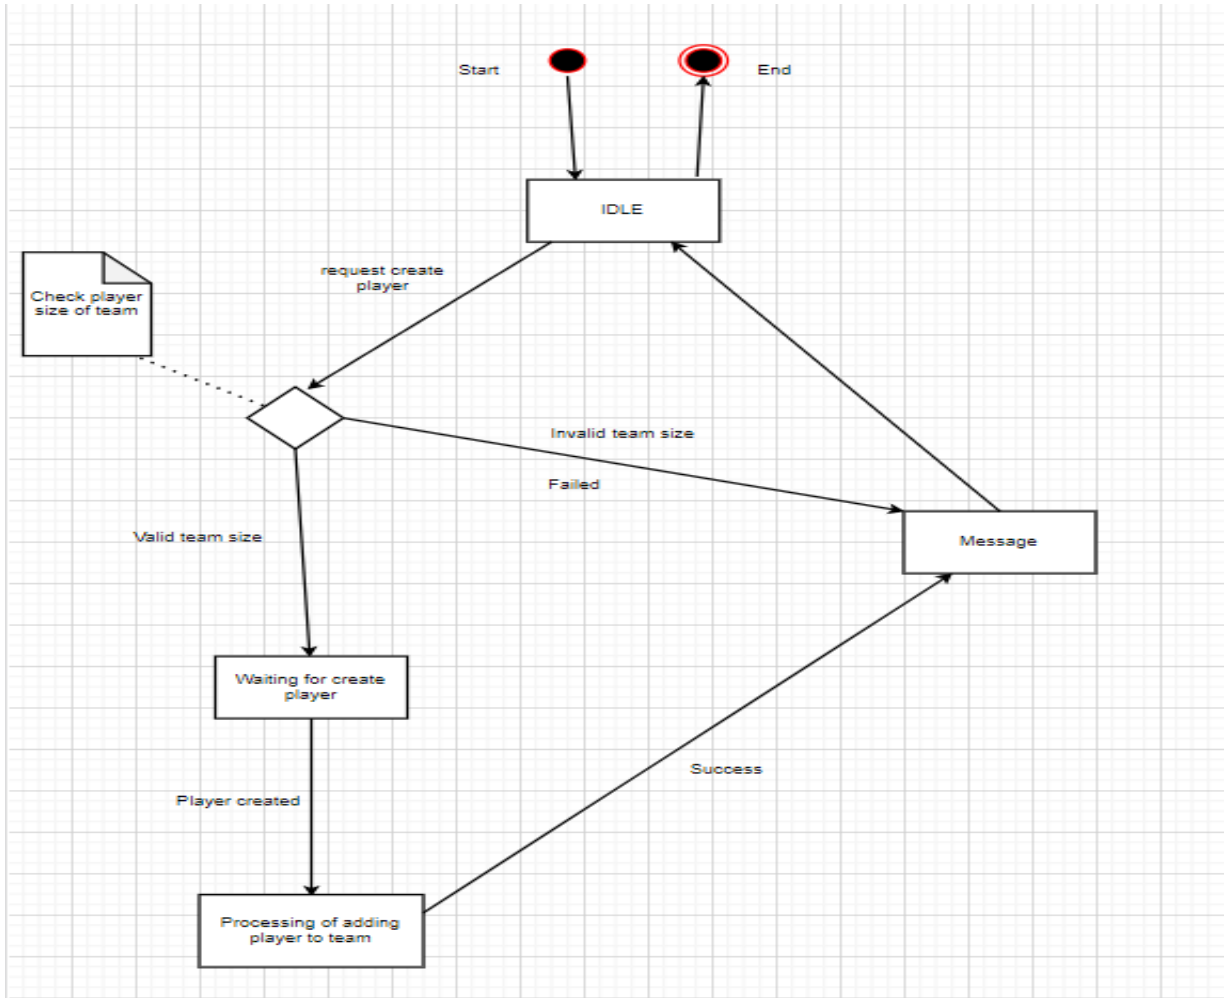 Start
End
IDLE
request create
player
Check player
size of team
Invalid team size
Failed
Valid team size
Message
Waiting for create
player
Success
Player created
Processing of adding
player to team